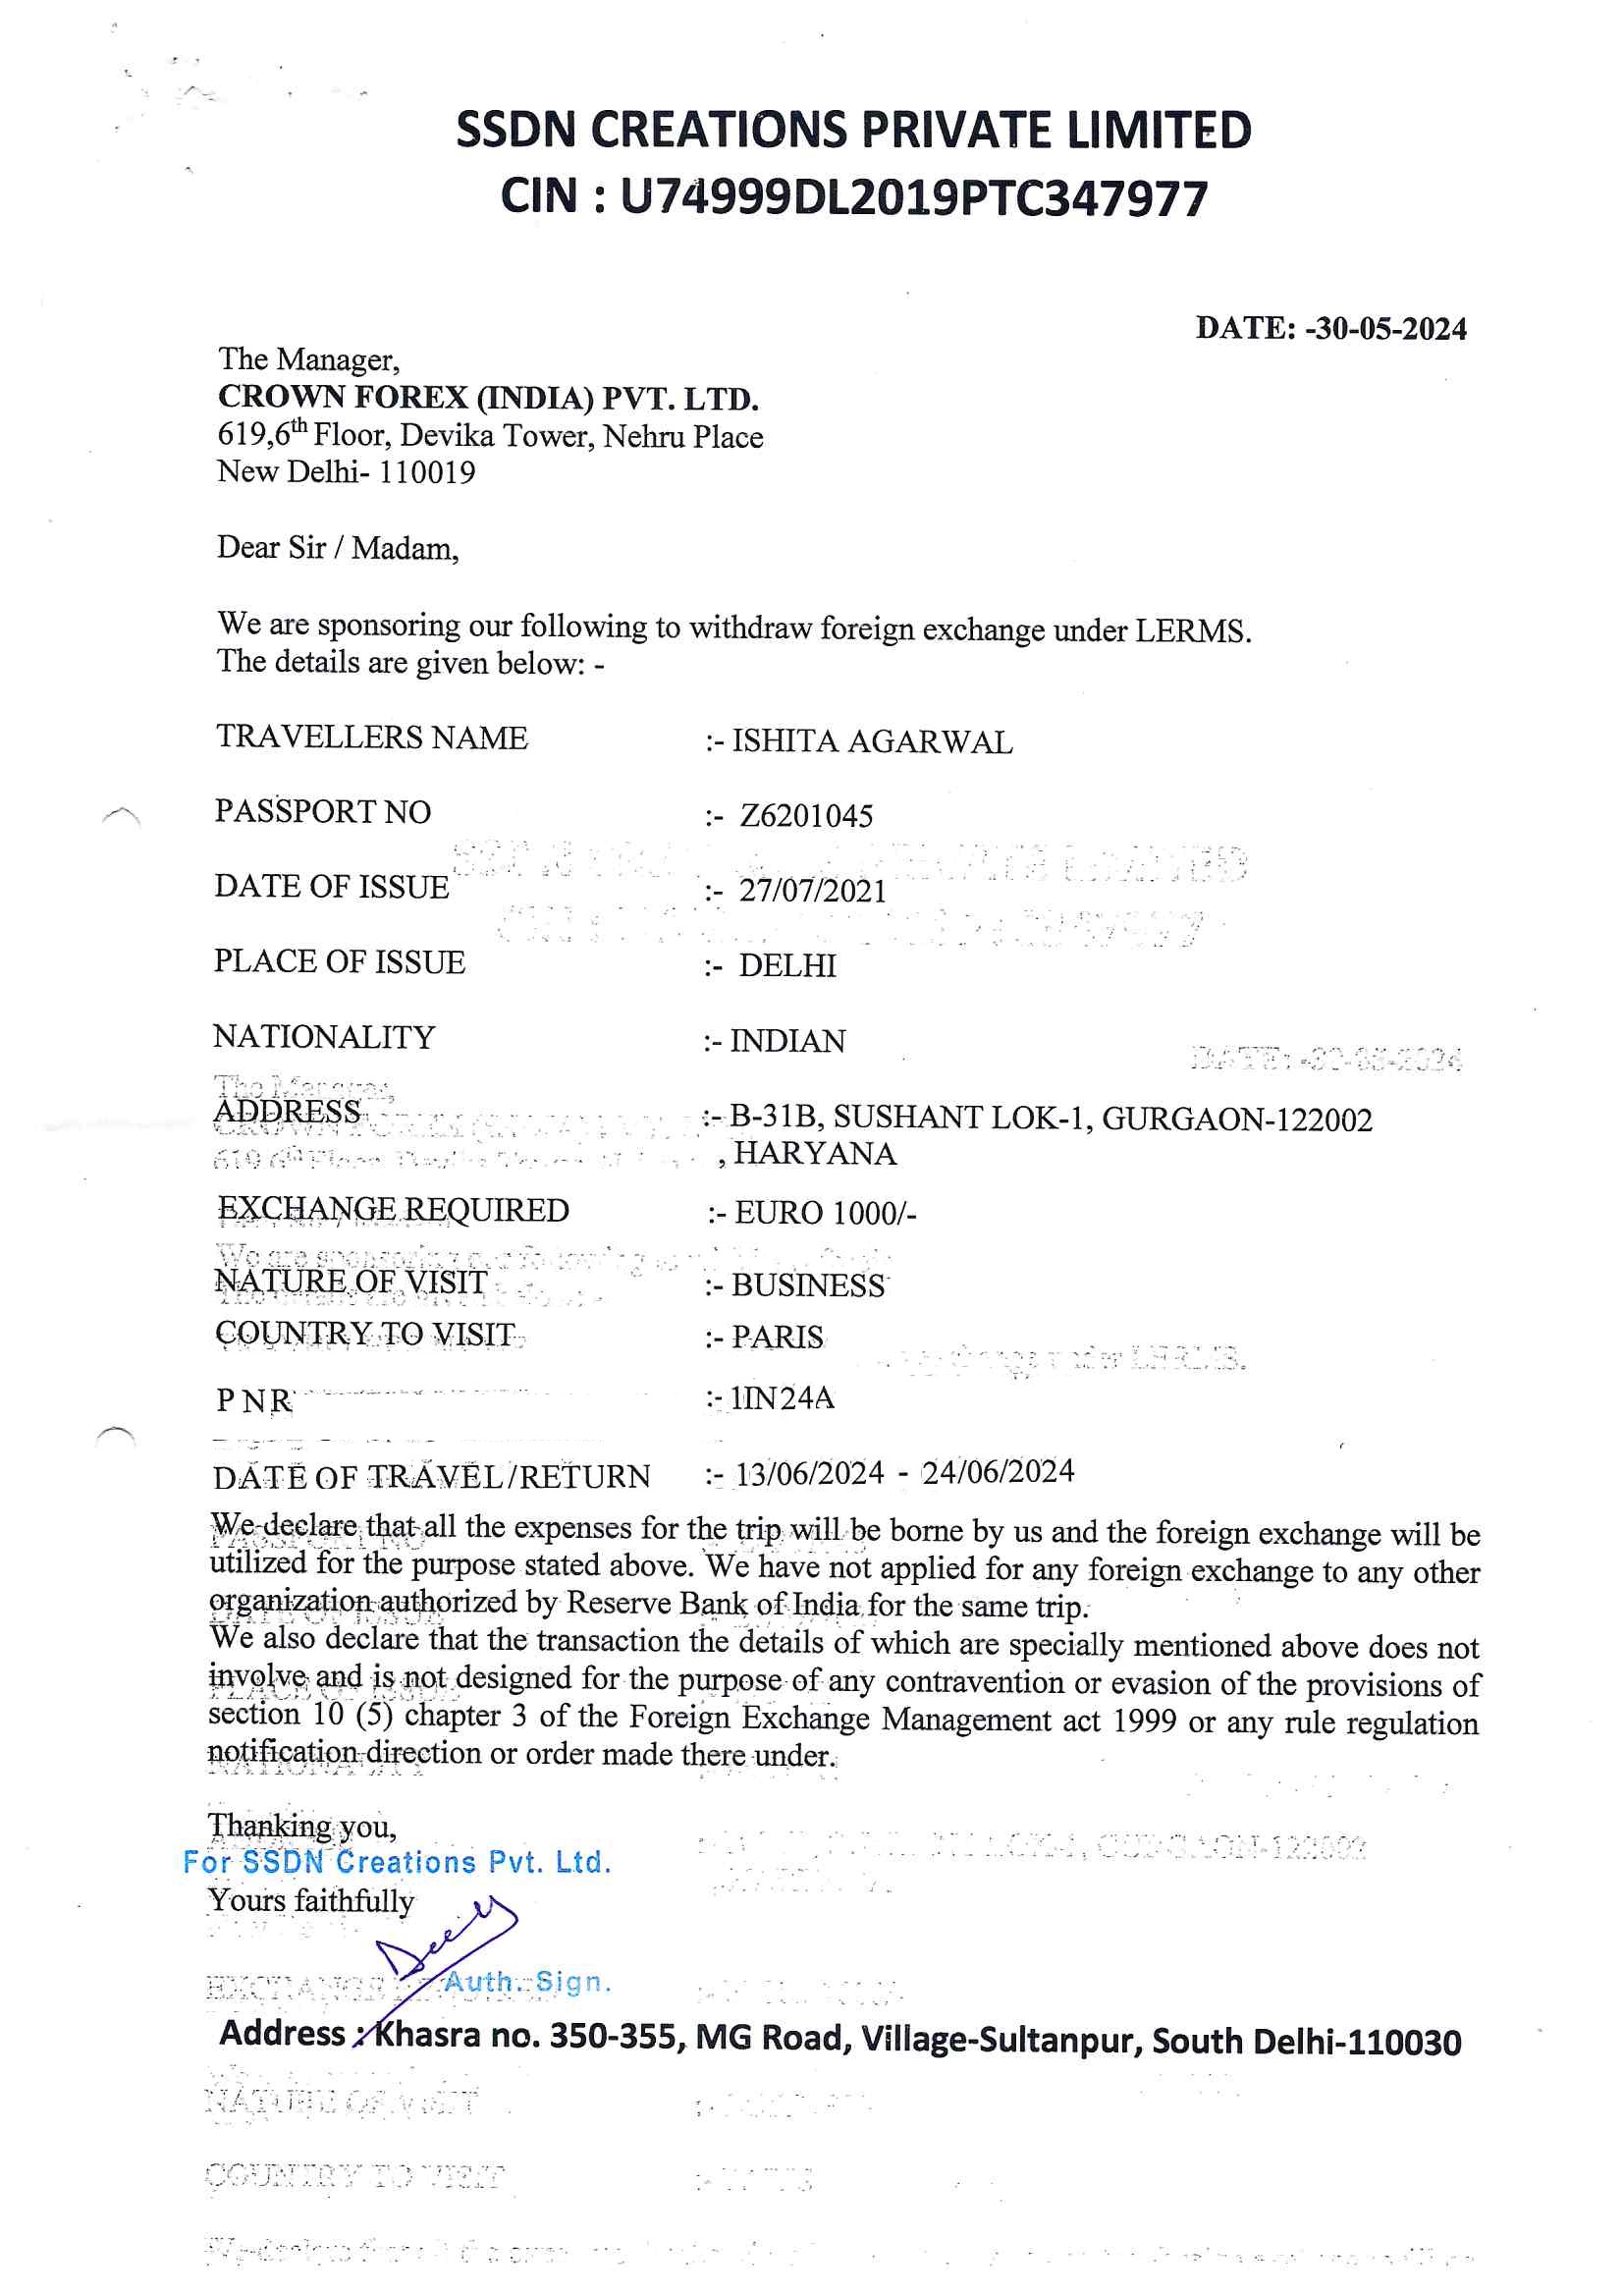 SSDN CREATIONS PRIVATE LIMITED
CIN : U74999DL2019PTC347977
DATE: -30-05-2024
The Manager,
CROWN FOREX (INDIA) PVT. LTD.
619,6th Floor, Devika Tower, Nehru Place
New Delhi- 110019
Dear Sir / Madam,
We are sponsoring our following to withdraw foreign exchange under LERMS.
The details are given below: -
TRAVELLERS NAME :- ISHITA AGARWAL
PASSPORT NO :- Z6201045
DATE OF ISSUE :- 27/07/2021
PLACE OF ISSUE :- DELHI
NATIONALITY :- INDIAN
ADDRESS :- B-31B, SUSHANT LOK-1, GURGAON-122002
, HARYANA
EXCHANGE REQUIRED :- EURO 1000/-
NATURE OF VISIT :- BUSINESS
COUNTRY TO VISIT :- PARIS
P N R :- 1IN24A
DATE OF TRAVEL/RETURN :- 13/06/2024 - 24/06/2024
We declare that all the expenses for the trip will be borne by us and the foreign exchange will be
utilized for the purpose stated above. We have not applied for any foreign exchange to any other
organization authorized by Reserve Bank of India for the same trip.
We also declare that the transaction the details of which are specially mentioned above does not
involve and is not designed for the purpose of any contravention or evasion of the provisions of
section 10 (5) chapter 3 of the Foreign Exchange Management act 1999 or any rule regulation
notification direction or order made there under.
Thanking you,
For SSDN Creations Pvt. Ltd.
Yours faithfully
Auth. Sign.
Address : Khasra no. 350-355, MG Road, Village-Sultanpur, South Delhi-110030